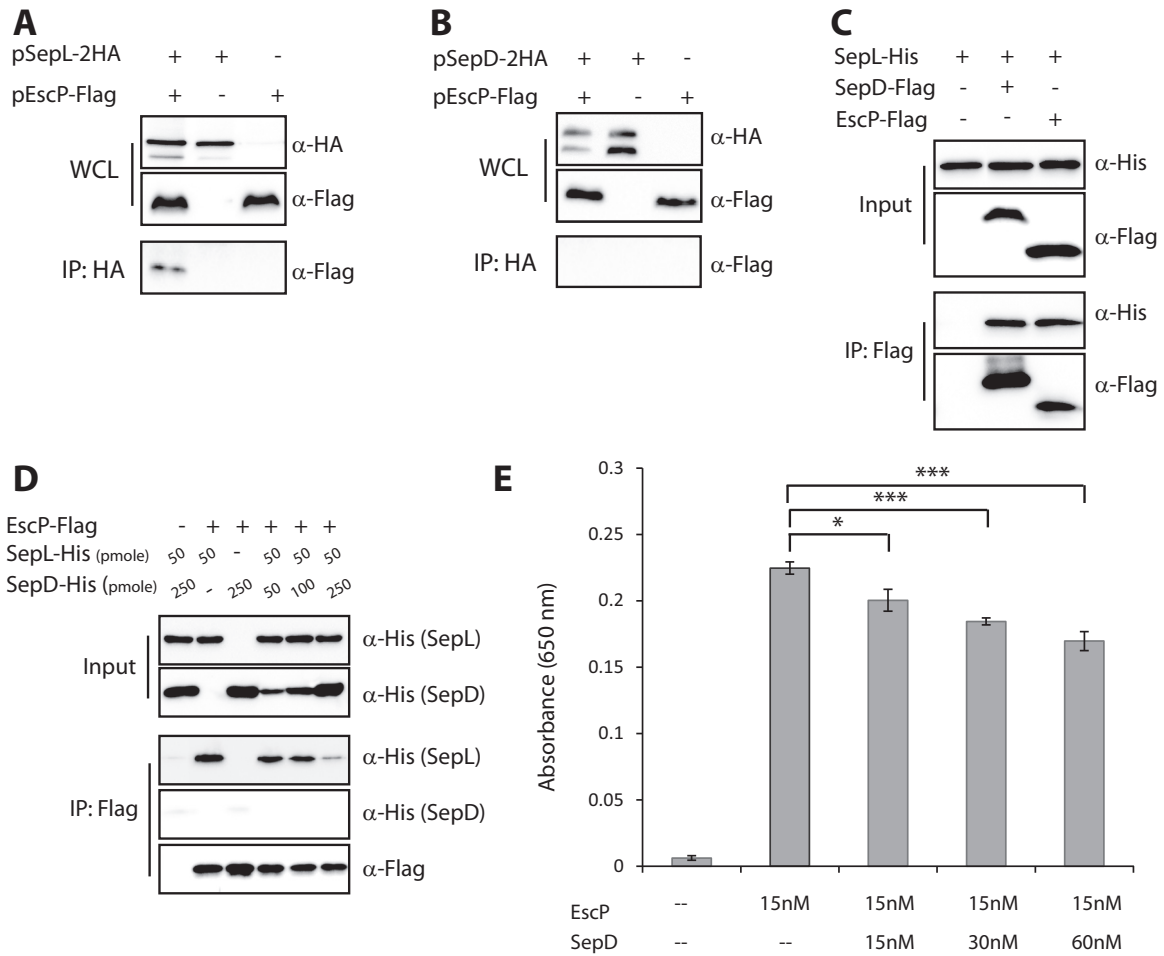 A
pSepL-2HA + + -
pEscP-Flag + - +
WCL
α-HA
α-Flag
IP: HA
α-Flag
B
pSepD-2HA + + -
pEscP-Flag + - +
WCL
α-HA
α-Flag
IP: HA
α-Flag
C
SepL-His + + +
SepD-Flag - + -
EscP-Flag - - +
Input
α-His
α-Flag
IP: Flag
α-His
α-Flag
D
EscP-Flag - + + + + +
SepL-His (pmole) 50 50 - 50 50 50
SepD-His (pmole) 250 - 250 50 100 250
Input
α-His (SepL)
α-His (SepD)
IP: Flag
α-His (SepL)
α-His (SepD)
α-Flag
E
Absorbance (650 nm)
0.3
0.25
0.2
0.15
0.1
0.05
0
***
***
*
EscP -- 15nM 15nM 15nM 15nM
SepD -- -- 15nM 30nM 60nM